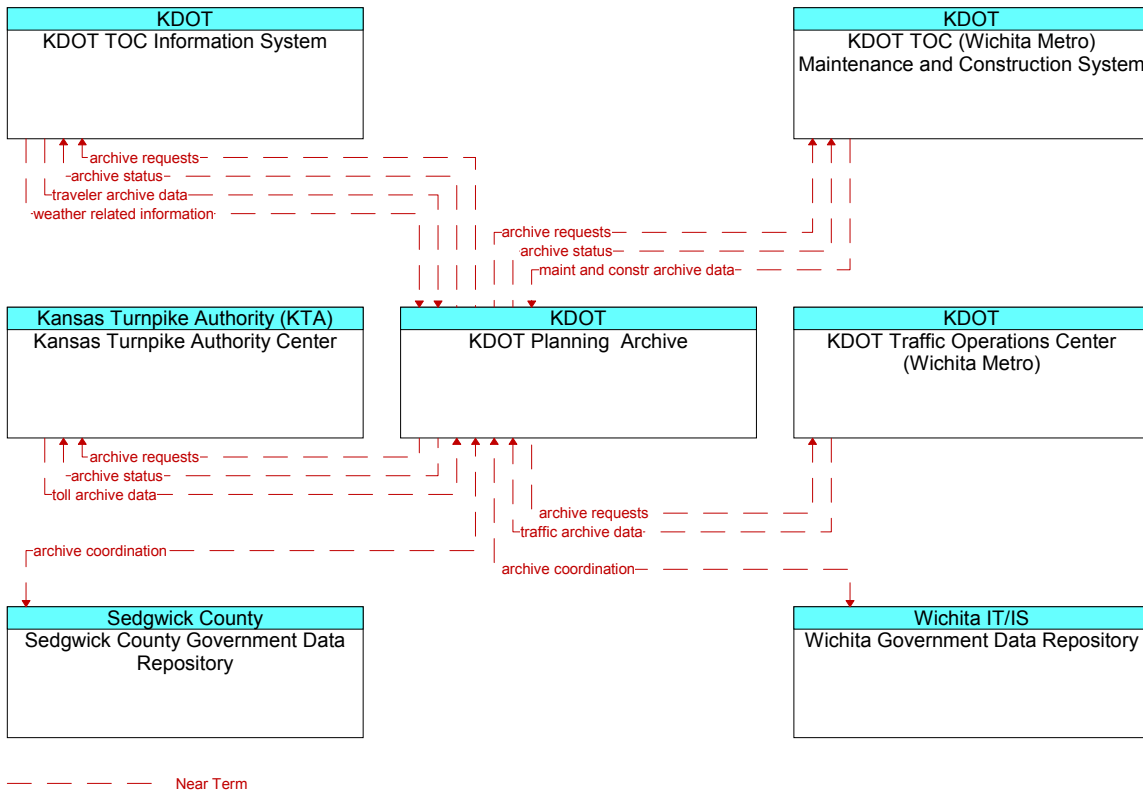 KDOT
KDOT TOC Information System
KDOT
KDOT TOC (Wichita Metro)
Maintenance and Construction System
archive requests
archive status
traveler archive data
weather related information
archive requests
archive status
maint and constr archive data
Kansas Turnpike Authority (KTA)
Kansas Turnpike Authority Center
KDOT
KDOT Planning  Archive
KDOT
KDOT Traffic Operations Center
(Wichita Metro)
archive requests
archive status
toll archive data
archive requests
traffic archive data
archive coordination
archive coordination
Sedgwick County
Sedgwick County Government Data
Repository
Wichita IT/IS
Wichita Government Data Repository
Near Term